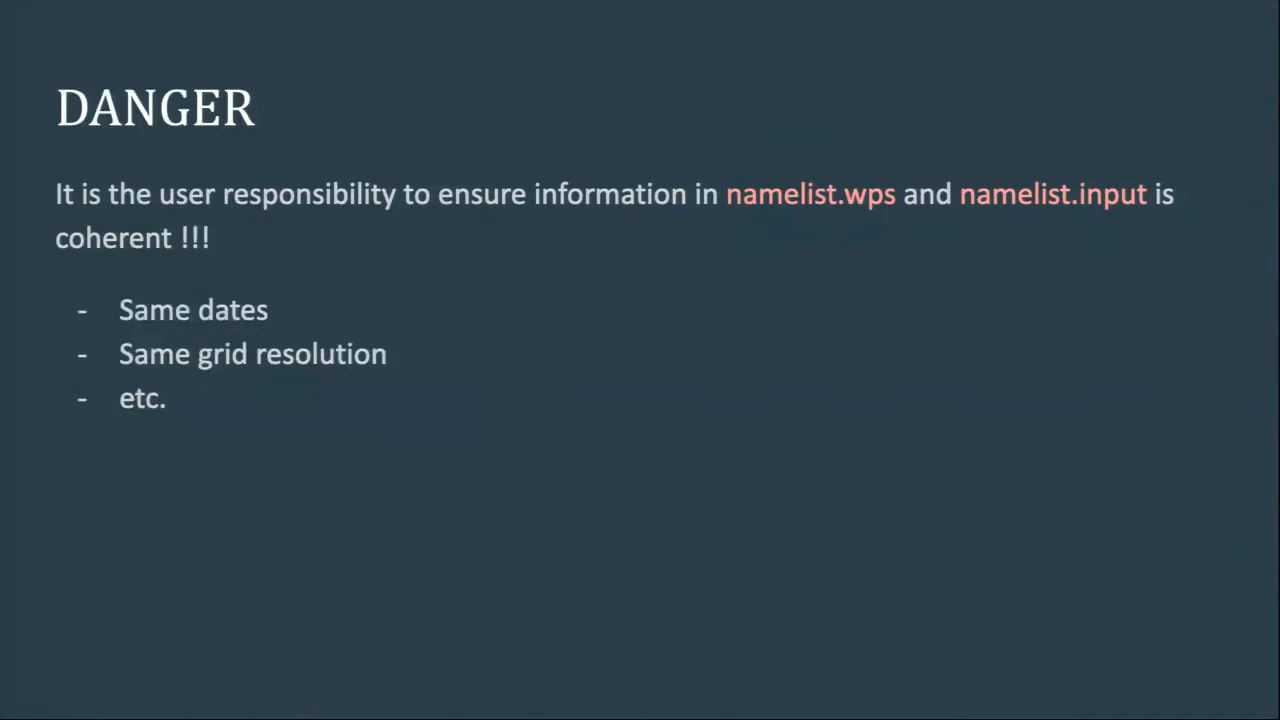 DANGER
It is the user responsibility to ensure information in namelist.wps and namelist.input is
coherent !!!
- Same dates
- Same grid resolution
- etc.